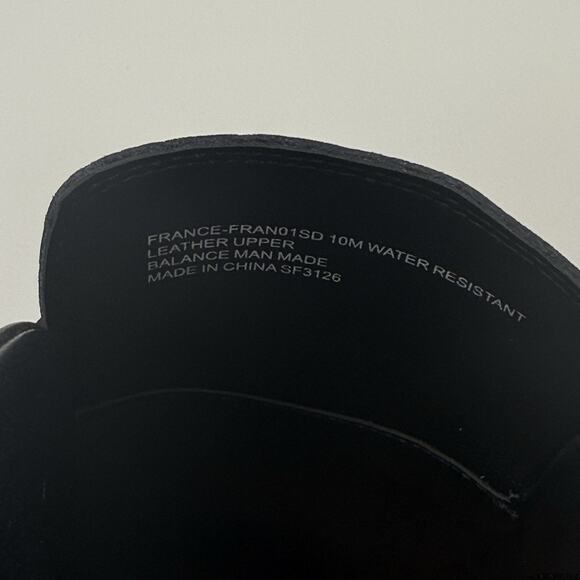 FRANCE-FRAN01SD 10M WATER RESISTANT
LEATHER UPPER
BALANCE MAN MADE
MADE IN CHINA SF3126